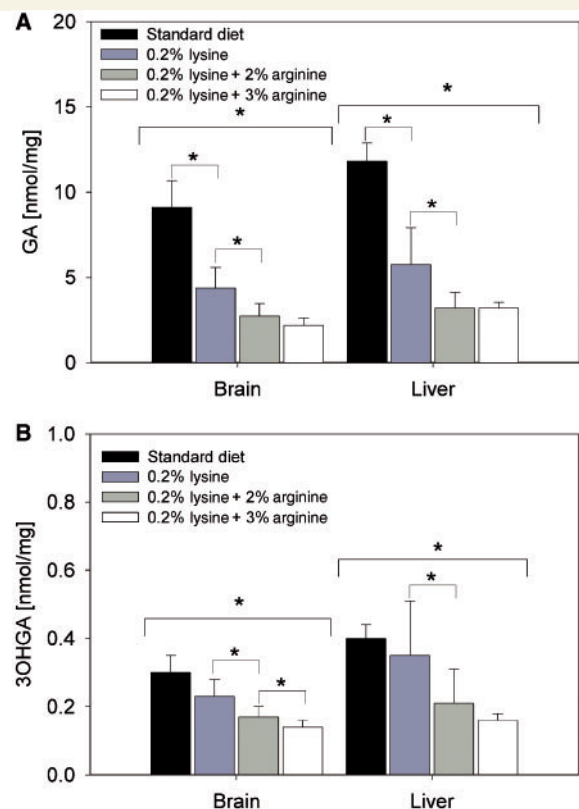 A
20
15
10
5
0
GA [nmol/mg]
Standard diet
0.2% lysine
0.2% lysine + 2% arginine
0.2% lysine + 3% arginine
*
*
*
*
*
*
Brain
Liver
B
1.0
0.8
0.6
0.4
0.2
0.0
3OHGA [nmol/mg]
Standard diet
0.2% lysine
0.2% lysine + 2% arginine
0.2% lysine + 3% arginine
*
*
*
*
*
Brain
Liver